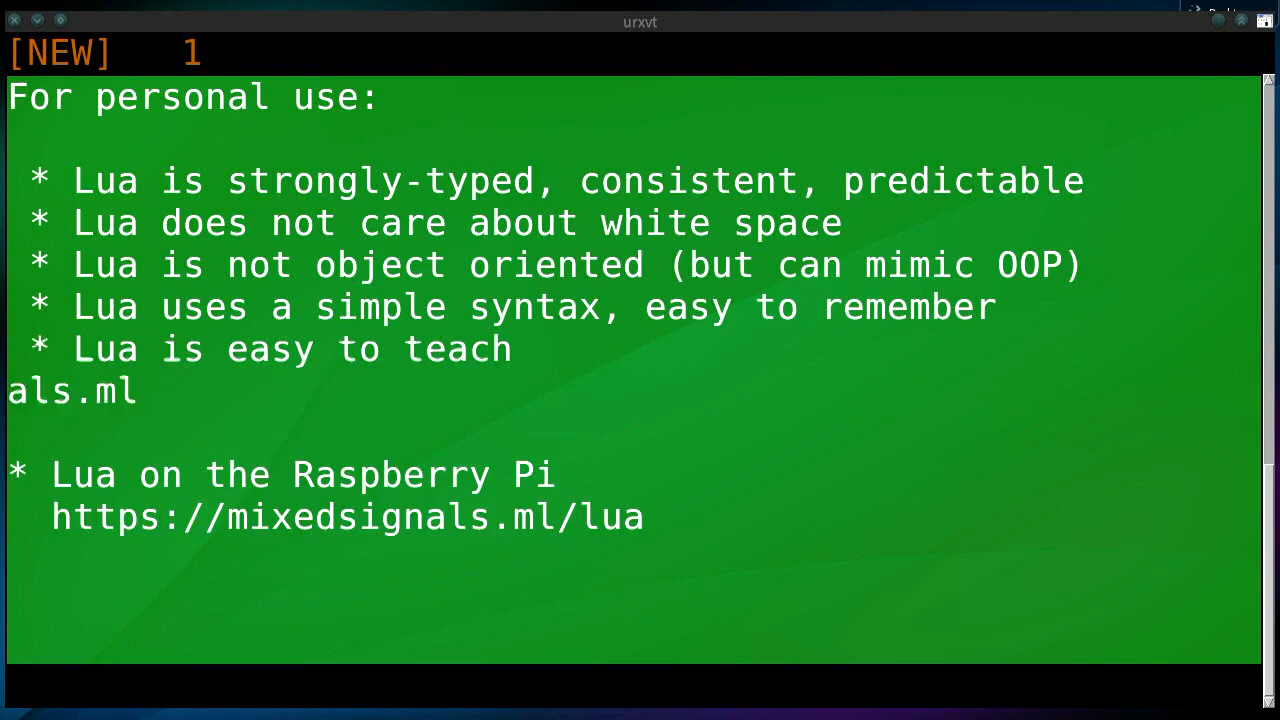 urxvt
[NEW] 1
For personal use:
* Lua is strongly-typed, consistent, predictable
* Lua does not care about white space
* Lua is not object oriented (but can mimic OOP)
* Lua uses a simple syntax, easy to remember
* Lua is easy to teach
als.ml
* Lua on the Raspberry Pi
https://mixedsignals.ml/lua